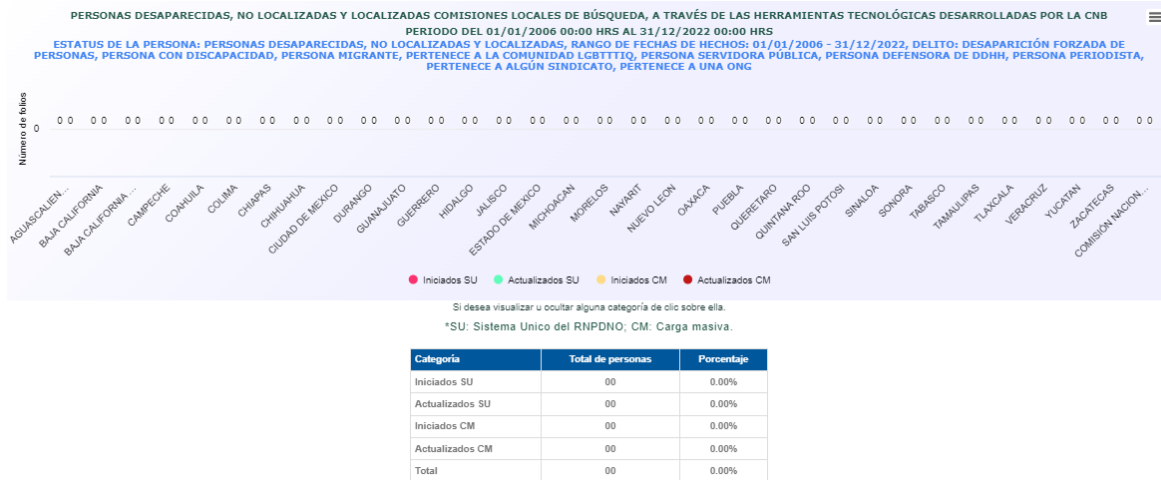 PERSONAS DESAPARECIDAS, NO LOCALIZADAS Y LOCALIZADAS COMISIONES LOCALES DE BÚSQUEDA, A TRAVÉS DE LAS HERRAMIENTAS TECNOLÓGICAS DESARROLLADAS POR LA CNB
PERIODO DEL 01/01/2006 00:00 HRS AL 31/12/2022 00:00 HRS
ESTATUS DE LA PERSONA: PERSONAS DESAPARECIDAS, NO LOCALIZADAS Y LOCALIZADAS, RANGO DE FECHAS DE HECHOS: 01/01/2006 - 31/12/2022, DELITO: DESAPARICIÓN FORZADA DE
PERSONAS, PERSONA CON DISCAPACIDAD, PERSONA MIGRANTE, PERTENECE A LA COMUNIDAD LGBTTTIQ, PERSONA SERVIDORA PÚBLICA, PERSONA DEFENSORA DE DDHH, PERSONA PERIODISTA,
PERTENECE A ALGÚN SINDICATO, PERTENECE A UNA ONG
Número de folios
0
0 0 0 0 0 0 0 0 0 0 0 0 0 0 0 0 0 0 0 0 0 0 0 0 0 0 0 0 0 0 0 0 0 0 0 0 0 0 0 0 0 0 0 0 0 0 0 0 0 0 0 0 0 0 0 0 0 0 0 0 0 0 0 0 0 0
AGUASCALIEN...
BAJA CALIFORNIA
BAJA CALIFORNIA ...
CAMPECHE
COAHUILA
COLIMA
CHIAPAS
CHIHUAHUA
CIUDAD DE MEXICO
DURANGO
GUANAJUATO
GUERRERO
HIDALGO
JALISCO
ESTADO DE MEXICO
MICHOACAN
MORELOS
NAYARIT
NUEVO LEON
OAXACA
PUEBLA
QUERETARO
QUINTANA ROO
SAN LUIS POTOSI
SINALOA
SONORA
TABASCO
TAMAULIPAS
TLAXCALA
VERACRUZ
YUCATAN
ZACATECAS
COMISIÓN NACION...
Iniciados SU Actualizados SU Iniciados CM Actualizados CM
Si desea visualizar u ocultar alguna categoría de clic sobre ella.
*SU: Sistema Unico del RNPDNO; CM: Carga masiva.
Categoría Total de personas Porcentaje
Iniciados SU 00 0.00%
Actualizados SU 00 0.00%
Iniciados CM 00 0.00%
Actualizados CM 00 0.00%
Total 00 0.00%